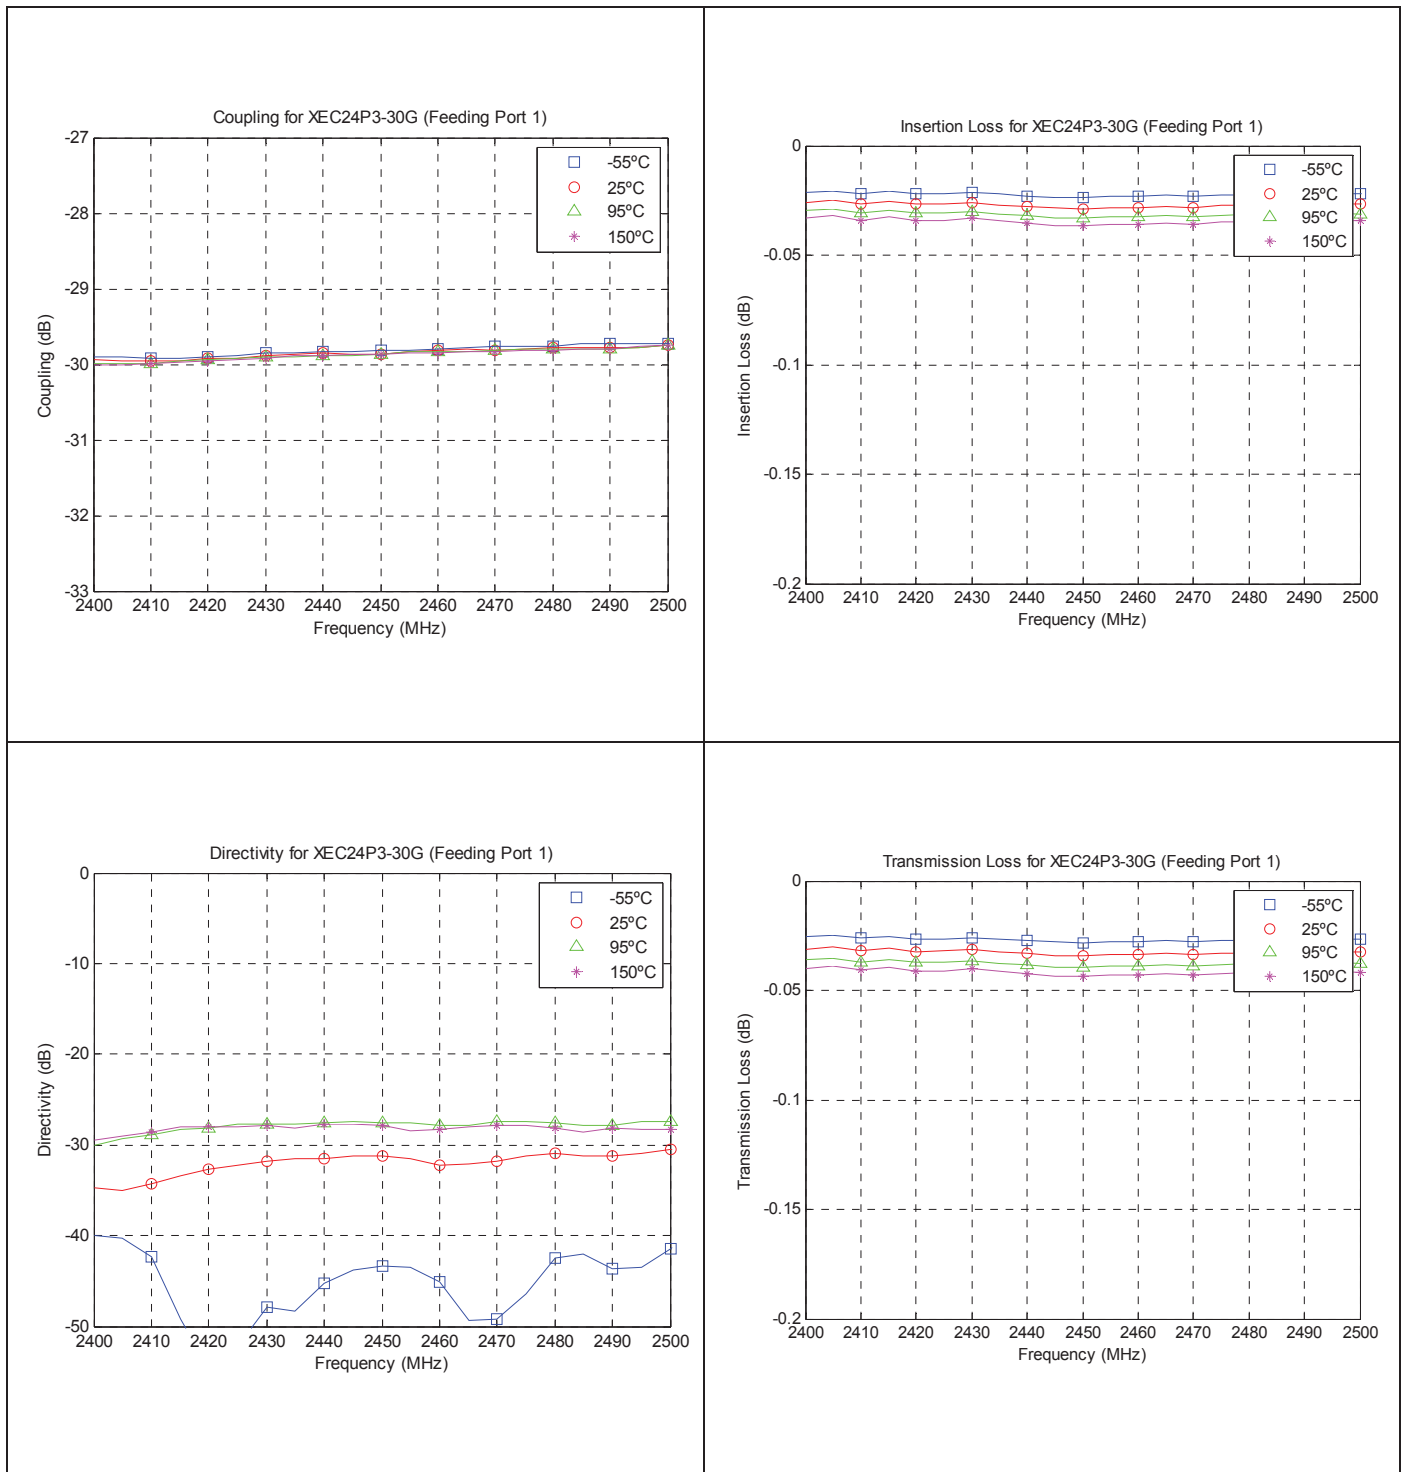 Coupling for XEC24P3-30G (Feeding Port 1)
-27
-28
-29
-30
-31
-32
-33
Coupling (dB)
-55ºC
25ºC
95ºC
150ºC
2400 2410 2420 2430 2440 2450 2460 2470 2480 2490 2500
Frequency (MHz)
Insertion Loss for XEC24P3-30G (Feeding Port 1)
0
-0.05
-0.1
-0.15
-0.2
Insertion Loss (dB)
-55ºC
25ºC
95ºC
150ºC
2400 2410 2420 2430 2440 2450 2460 2470 2480 2490 2500
Frequency (MHz)
Directivity for XEC24P3-30G (Feeding Port 1)
0
-10
-20
-30
-40
-50
Directivity (dB)
-55ºC
25ºC
95ºC
150ºC
2400 2410 2420 2430 2440 2450 2460 2470 2480 2490 2500
Frequency (MHz)
Transmission Loss for XEC24P3-30G (Feeding Port 1)
0
-0.05
-0.1
-0.15
-0.2
Transmission Loss (dB)
-55ºC
25ºC
95ºC
150ºC
2400 2410 2420 2430 2440 2450 2460 2470 2480 2490 2500
Frequency (MHz)